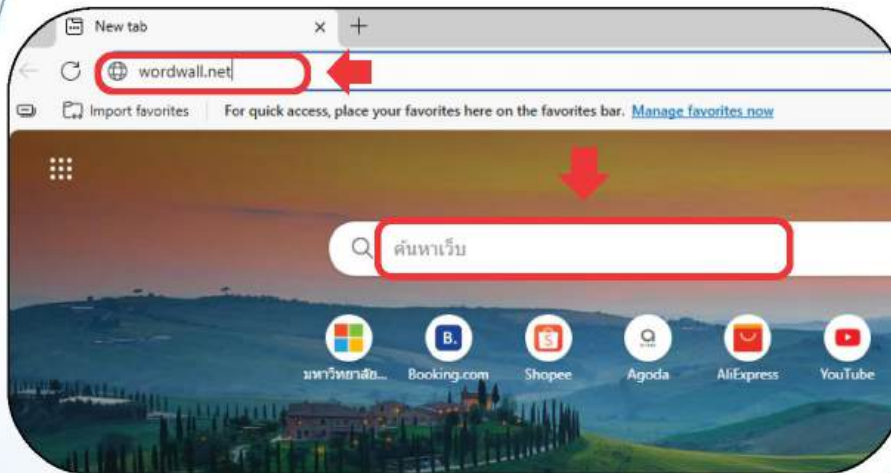 New tab
wordwall.net
Import favorites For quick access, place your favorites here on the favorites bar. Manage favorites now
ค้นหาเว็บ
B.
S
a
มหาวิทยาลัย... Booking.com Shopee Agoda AliExpress YouTube